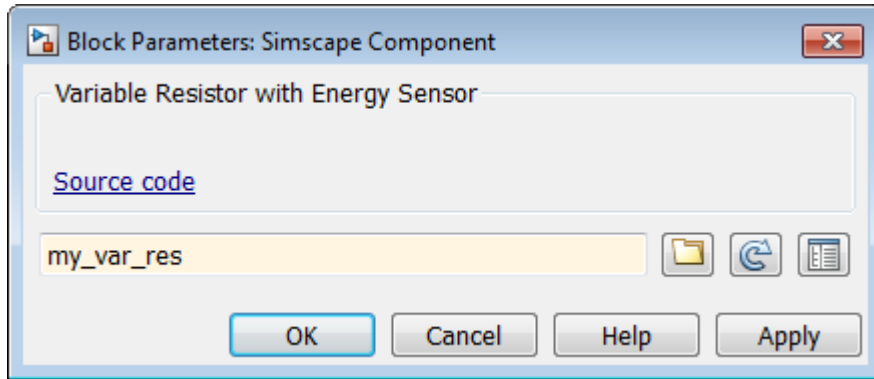 Block Parameters: Simscape Component
Variable Resistor with Energy Sensor
Source code
my_var_res
OK Cancel Help Apply